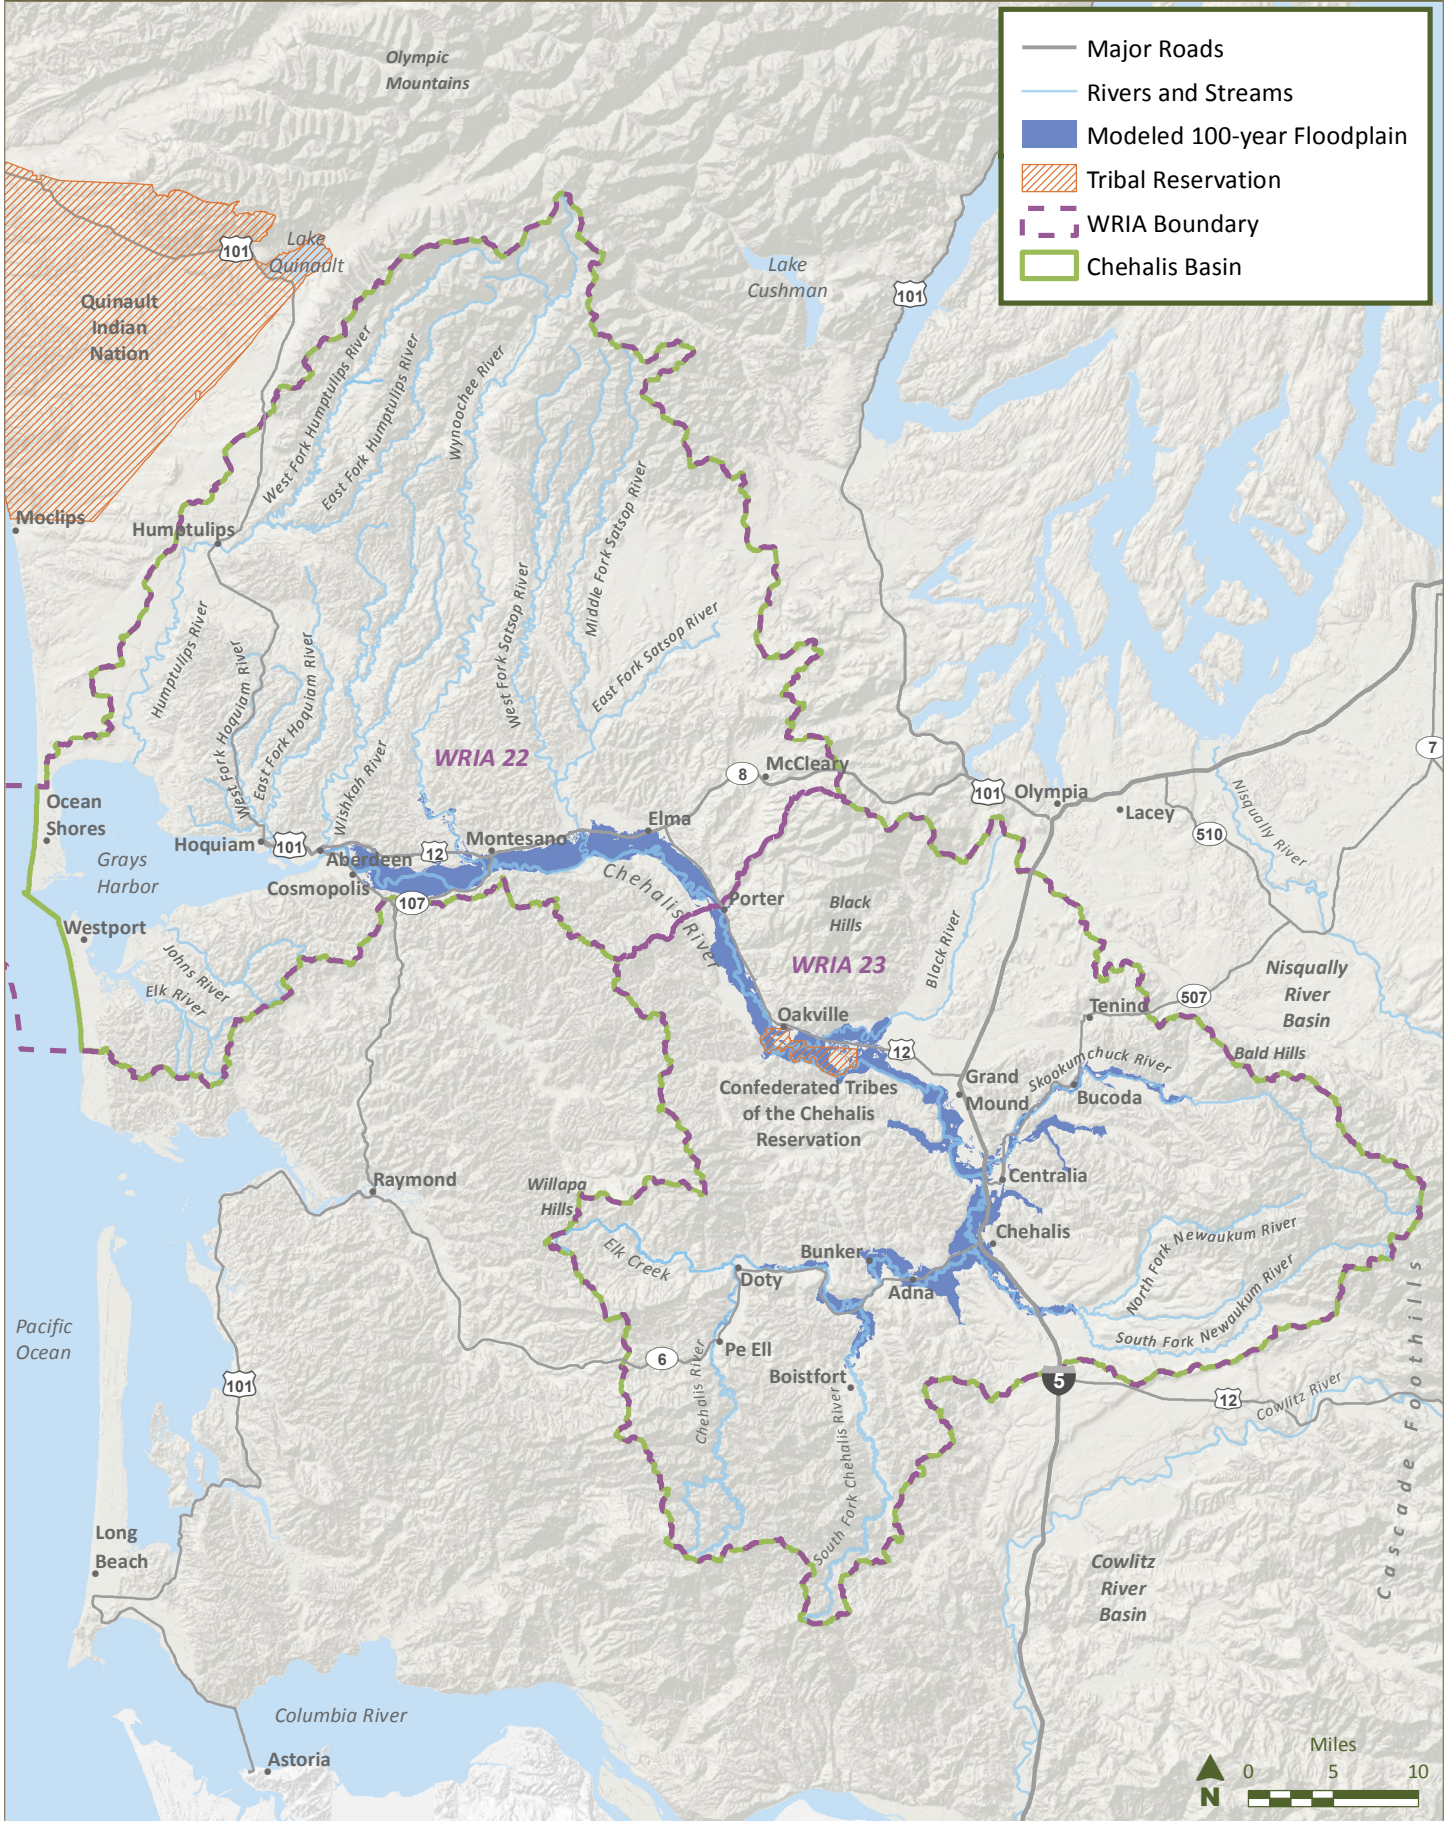 Major Roads
Rivers and Streams
Modeled 100-year Floodplain
Tribal Reservation
WRIA Boundary
Chehalis Basin
Olympic
Mountains
101
Lake
Quinault
Quinault
Indian
Nation
Lake
Cushman
101
West Fork Humptulips River
East Fork Humptulips River
Wynoochee River
Middle Fork Satsop River
Moclips
Humptulips
Humptulips River
West Fork Hoquiam River
East Fork Hoquiam River
Wishkah River
West Fork Satsop River
East Fork Satsop River
WRIA 22
8
McCleary
7
Ocean
Shores
Grays
Harbor
Hoquiam
101
Aberdeen
Cosmopolis
12
107
Montesano
Elma
Chehalis River
101
Olympia
Lacey
510
Nisqually River
Westport
Johns River
Elk River
Porter
Black
Hills
WRIA 23
Black River
Nisqually
River
Basin
Oakville
12
Tenino
507
Bald Hills
Confederated Tribes
of the Chehalis
Reservation
Grand
Mound
Skookumchuck River
Bucoda
Raymond
Willapa
Hills
Centralia
Chehalis
Elk Creek
Doty
Bunker
Adna
North Fork Newaukum River
South Fork Newaukum River
Pacific
Ocean
101
6
Pe Ell
Boistfort
Chehalis River
South Fork Chehalis River
5
12
Cowlitz River
Cascade Foothills
Long
Beach
Cowlitz
River
Basin
Columbia River
Astoria
Miles
0 5 10
N